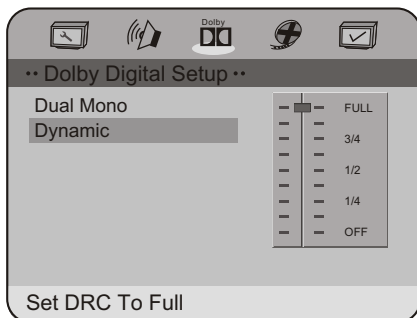 Dolby
·· Dolby Digital Setup ··
Dual Mono
Dynamic
FULL
3/4
1/2
1/4
OFF
Set DRC To Full